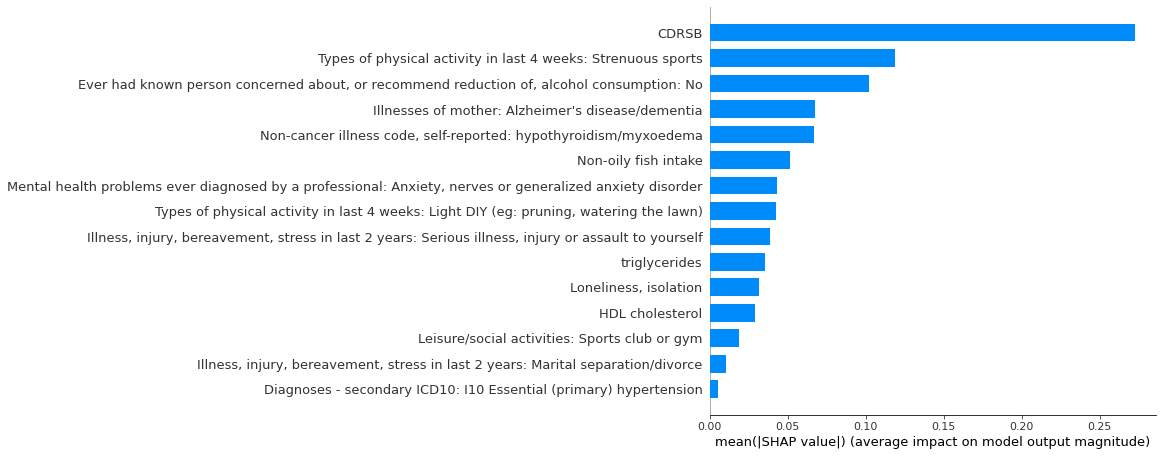 CDRSB
Types of physical activity in last 4 weeks: Strenuous sports
Ever had known person concerned about, or recommend reduction of, alcohol consumption: No
Illnesses of mother: Alzheimer's disease/dementia
Non-cancer illness code, self-reported: hypothyroidism/myxoedema
Non-oily fish intake
Mental health problems ever diagnosed by a professional: Anxiety, nerves or generalized anxiety disorder
Types of physical activity in last 4 weeks: Light DIY (eg: pruning, watering the lawn)
Illness, injury, bereavement, stress in last 2 years: Serious illness, injury or assault to yourself
triglycerides
Loneliness, isolation
HDL cholesterol
Leisure/social activities: Sports club or gym
Illness, injury, bereavement, stress in last 2 years: Marital separation/divorce
Diagnoses - secondary ICD10: I10 Essential (primary) hypertension
0.00 0.05 0.10 0.15 0.20 0.25
mean(|SHAP value|) (average impact on model output magnitude)